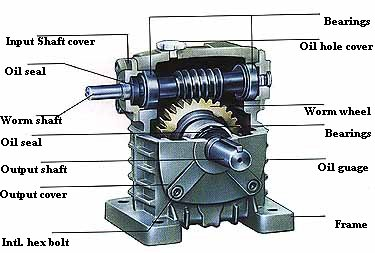 Bearings
Input Shaft cover
Oil hole cover
Oil seal
Worm shaft
Worm wheel
Oil seal
Bearings
Output shaft
Oil guage
Output cover
Frame
Intl. hex bolt